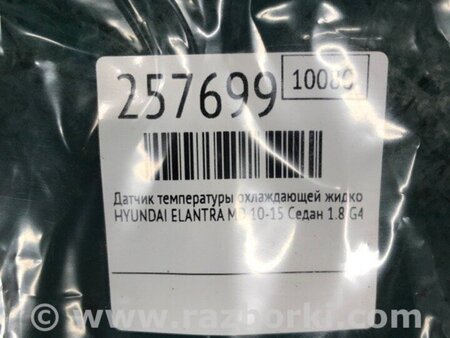 257699
10080
Датчик температуры охлаждающей жидко
HYUNDAI ELANTRA MD 10-15 Седан 1.8 G4
© www.razborki.com